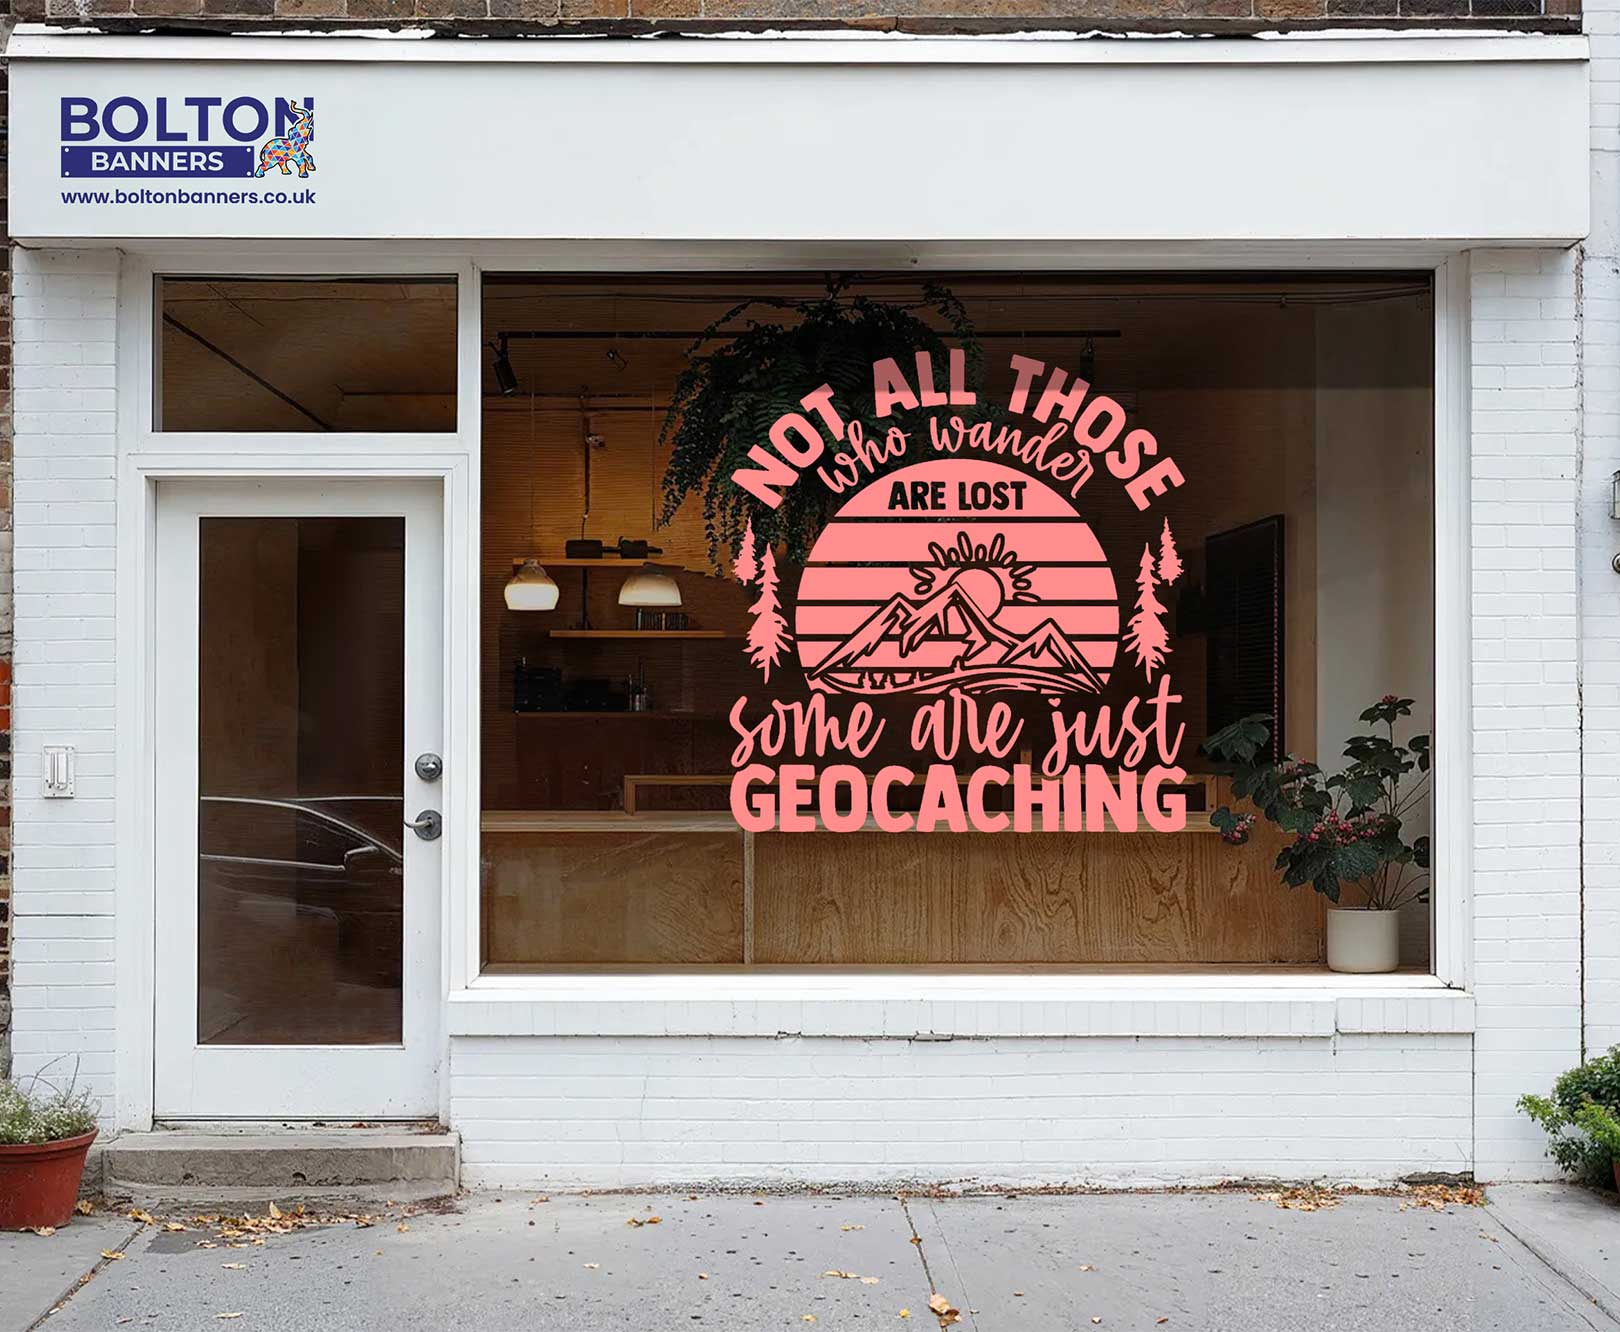 BOLTON
BANNERS
www.boltonbanners.co.uk
NOT ALL THOSE
who wander
ARE LOST
some are just
GEOCACHING